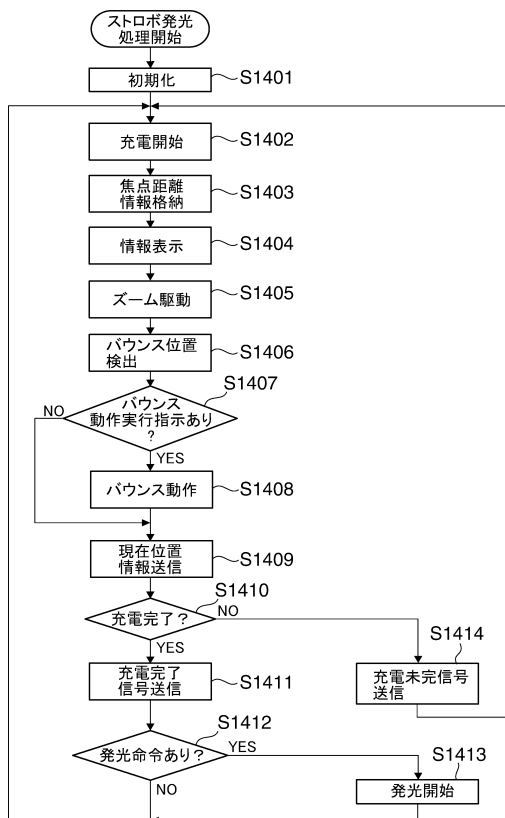 ストロボ発光
処理開始
初期化
S1401
充電開始
S1402
焦点距離
情報格納
S1403
情報表示
S1404
ズーム駆動
S1405
バウンス位置
検出
S1406
S1407
バウンス
動作実行指示あり
?
NO
YES
バウンス動作
S1408
現在位置
情報送信
S1409
S1410
充電完了?
NO
YES
S1414
充電未完信号
送信
充電完了
信号送信
S1411
S1412
発光命令あり?
YES
NO
S1413
発光開始